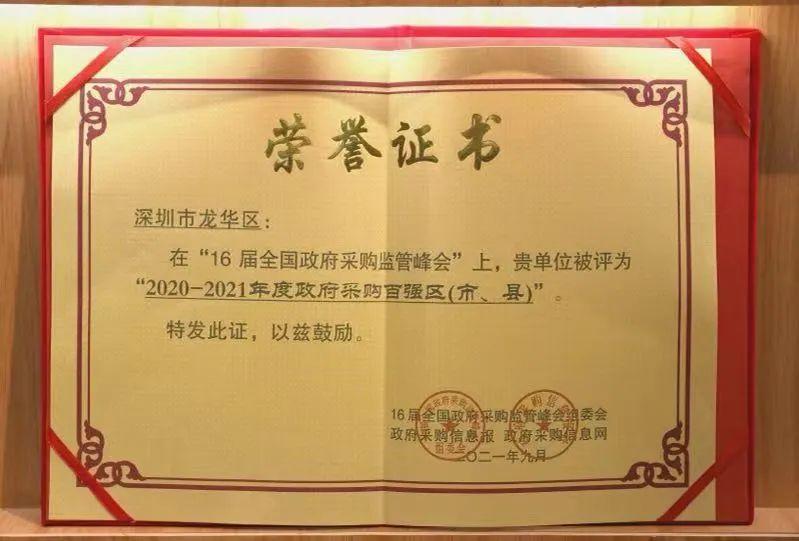 荣誉证书
深圳市龙华区：
在“16 届全国政府采购监管峰会”上，贵单位被评为
“2020-2021年度政府采购百强区(市、县)”。
特发此证，以兹鼓励。
16届全国政府采购监管峰会组委会
政府采购信息报 政府采购信息网
二〇二一年九月